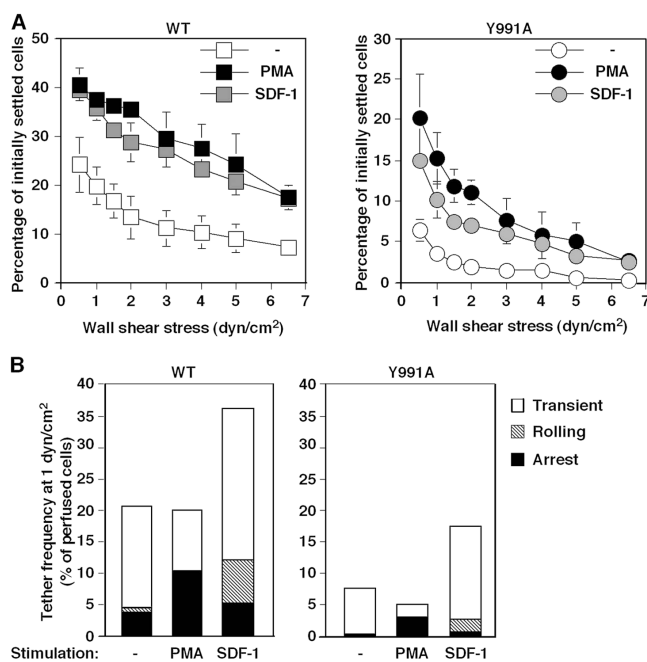 A
WT
Y991A
Percentage of initially settled cells
50
40
30
20
10
0
-
PMA
SDF-1
0 1 2 3 4 5 6 7
Wall shear stress (dyn/cm2)
Percentage of initially settled cells
30
25
20
15
10
5
0
-
PMA
SDF-1
0 1 2 3 4 5 6 7
Wall shear stress (dyn/cm2)
B
WT
Y991A
Tether frequency at 1 dyn/cm2
(% of perfused cells)
40
35
30
25
20
15
10
5
0
40
35
30
25
20
15
10
5
0
Transient
Rolling
Arrest
Stimulation: - PMA SDF-1 - PMA SDF-1